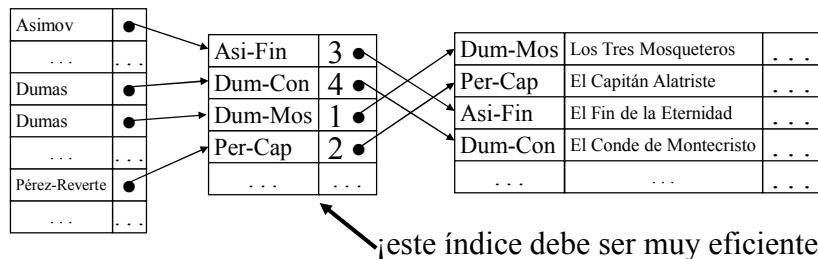 Asimov
. . . . . .
Dumas
Dumas
. . .
Pérez-Reverte
. . . . . .
Asi-Fin 3
Dum-Con 4
Dum-Mos 1
Per-Cap 2
. . . . . .
Dum-Mos Los Tres Mosqueteros . . .
Per-Cap El Capitán Alatriste . . .
Asi-Fin El Fin de la Eternidad . . .
Dum-Con El Conde de Montecristo . . .
. . . . . . . . .
¡este índice debe ser muy eficiente